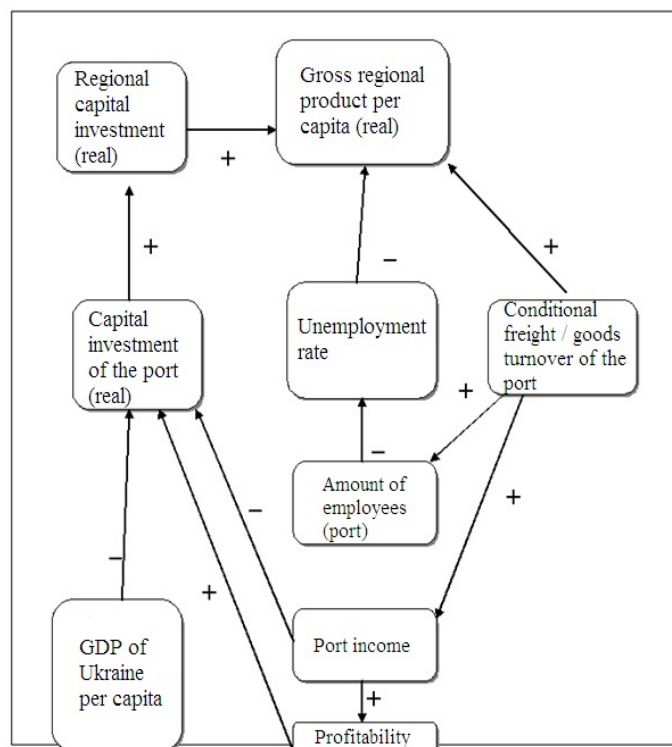 Regional
capital
investment
(real)
+
Gross regional
product per
capita (real)
+
–
+
Capital
investment
of the port
(real)
Unemployment
rate
Conditional
freight / goods
turnover of the
port
+
–
Amount of
employees
(port)
+
–
–
+
GDP of
Ukraine
per capita
Port income
+
Profitability